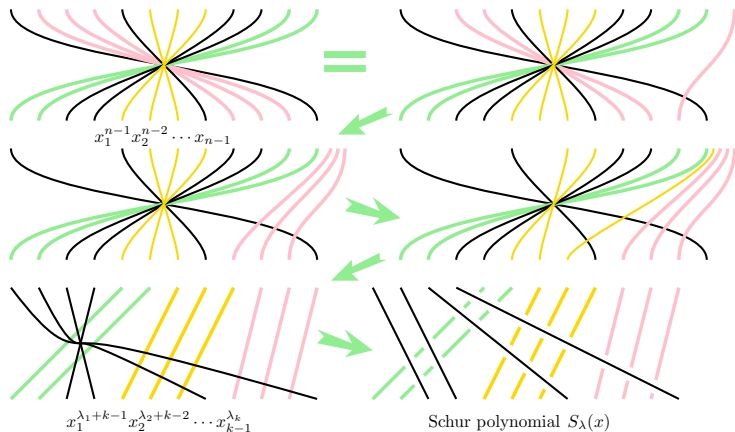 $x_1^{n-1} x_2^{n-2} \cdots x_{n-1}$
$x_1^{\lambda_1+k-1} x_2^{\lambda_2+k-2} \cdots x_{k-1}^{\lambda_k}$
Schur polynomial $S_\lambda(x)$